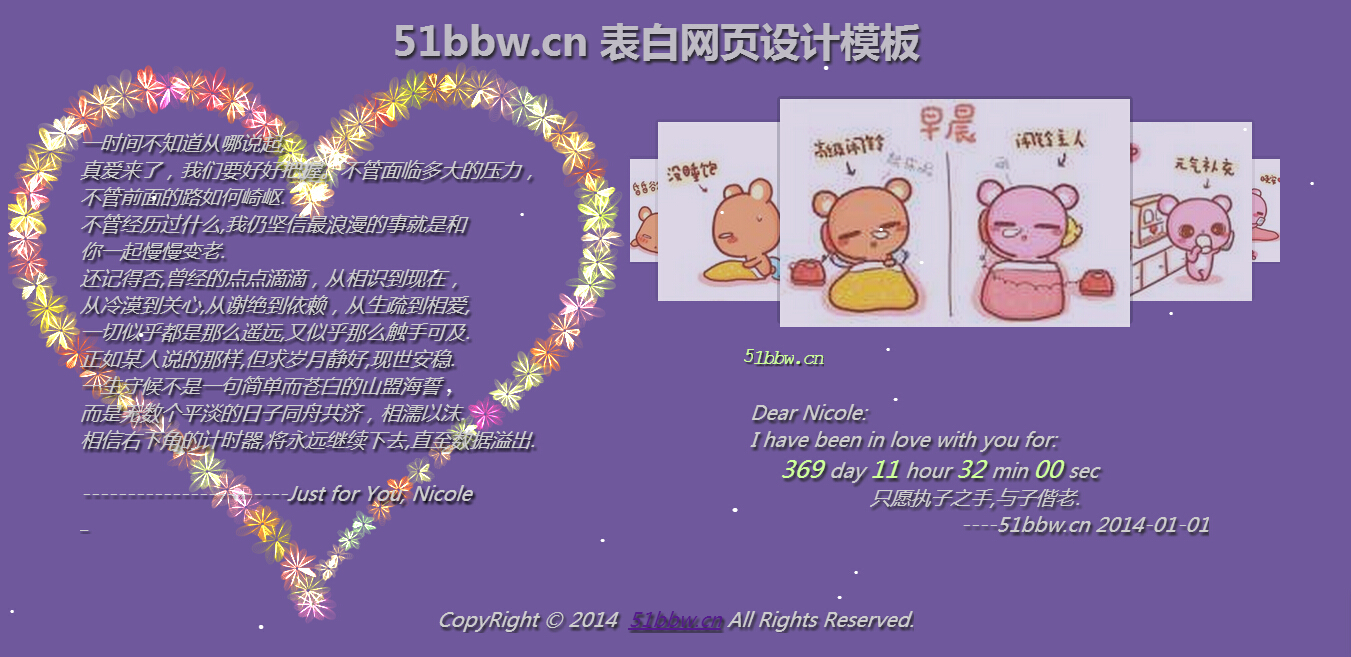 51bbw.cn 表白网页设计模板
一时间不知道从哪说起。
真爱来了，我们要好好把握，不管面临多大的压力，
不管前面的路如何崎岖.
不管经历过什么,我仍坚信最浪漫的事就是和
你一起慢慢变老.
还记得否,曾经的点点滴滴，从相识到现在，
从冷漠到关心,从谢绝到依赖，从生疏到相爱,
一切似乎都是那么遥远,又似乎那么触手可及.
正如某人说的那样,但求岁月静好,现世安稳.
一生守候不是一句简单而苍白的山盟海誓，
而是无数个平淡的日子同舟共济，相濡以沫.
相信右下角的计时器,将永远继续下去,直至数据溢出.
-----------------------Just for You, Nicole
_
没睡饱
早晨
高级闹铃
闹铃主人
元气补充
51bbw.cn
Dear Nicole:
I have been in love with you for:
369 day 11 hour 32 min 00 sec
只愿执子之手,与子偕老.
----51bbw.cn 2014-01-01
CopyRight © 2014 51bbw.cn All Rights Reserved.